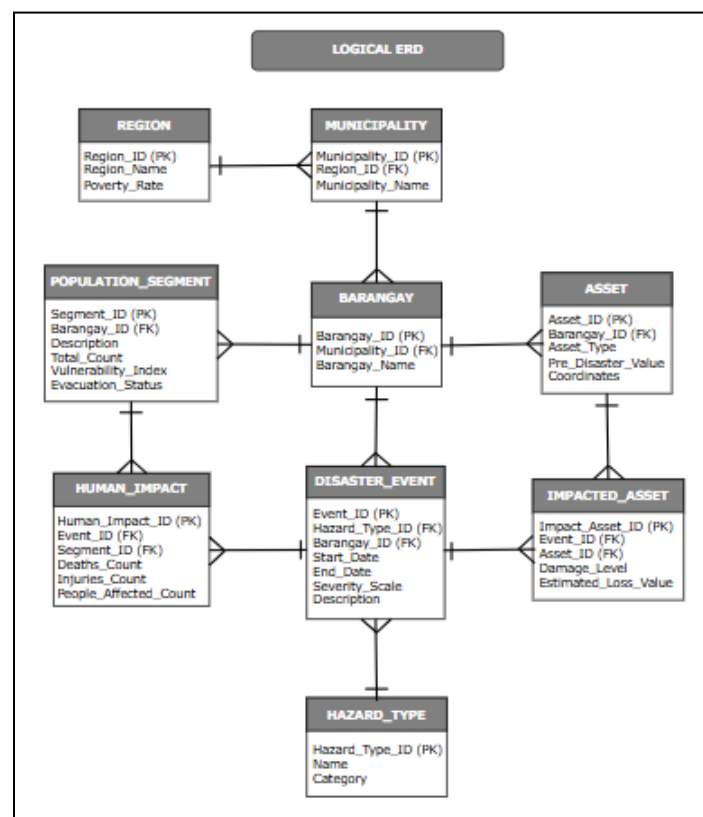 LOGICAL ERD
REGION
Region_ID (PK)
Region_Name
Poverty_Rate
MUNICIPALITY
Municipality_ID (PK)
Region_ID (FK)
Municipality_Name
POPULATION_SEGMENT
Segment_ID (PK)
Barangay_ID (FK)
Description
Total_Count
Vulnerability_Index
Evacuation_Status
BARANGAY
Barangay_ID (PK)
Municipality_ID (FK)
Barangay_Name
ASSET
Asset_ID (PK)
Barangay_ID (FK)
Asset_Type
Pre_Disaster_Value
Coordinates
HUMAN_IMPACT
Human_Impact_ID (PK)
Event_ID (FK)
Segment_ID (FK)
Deaths_Count
Injuries_Count
People_Affected_Count
DISASTER_EVENT
Event_ID (PK)
Hazard_Type_ID (FK)
Barangay_ID (FK)
Start_Date
End_Date
Severity_Scale
Description
IMPACTED_ASSET
Impact_Asset_ID (PK)
Event_ID (FK)
Asset_ID (FK)
Damage_Level
Estimated_Loss_Value
HAZARD_TYPE
Hazard_Type_ID (PK)
Name
Category